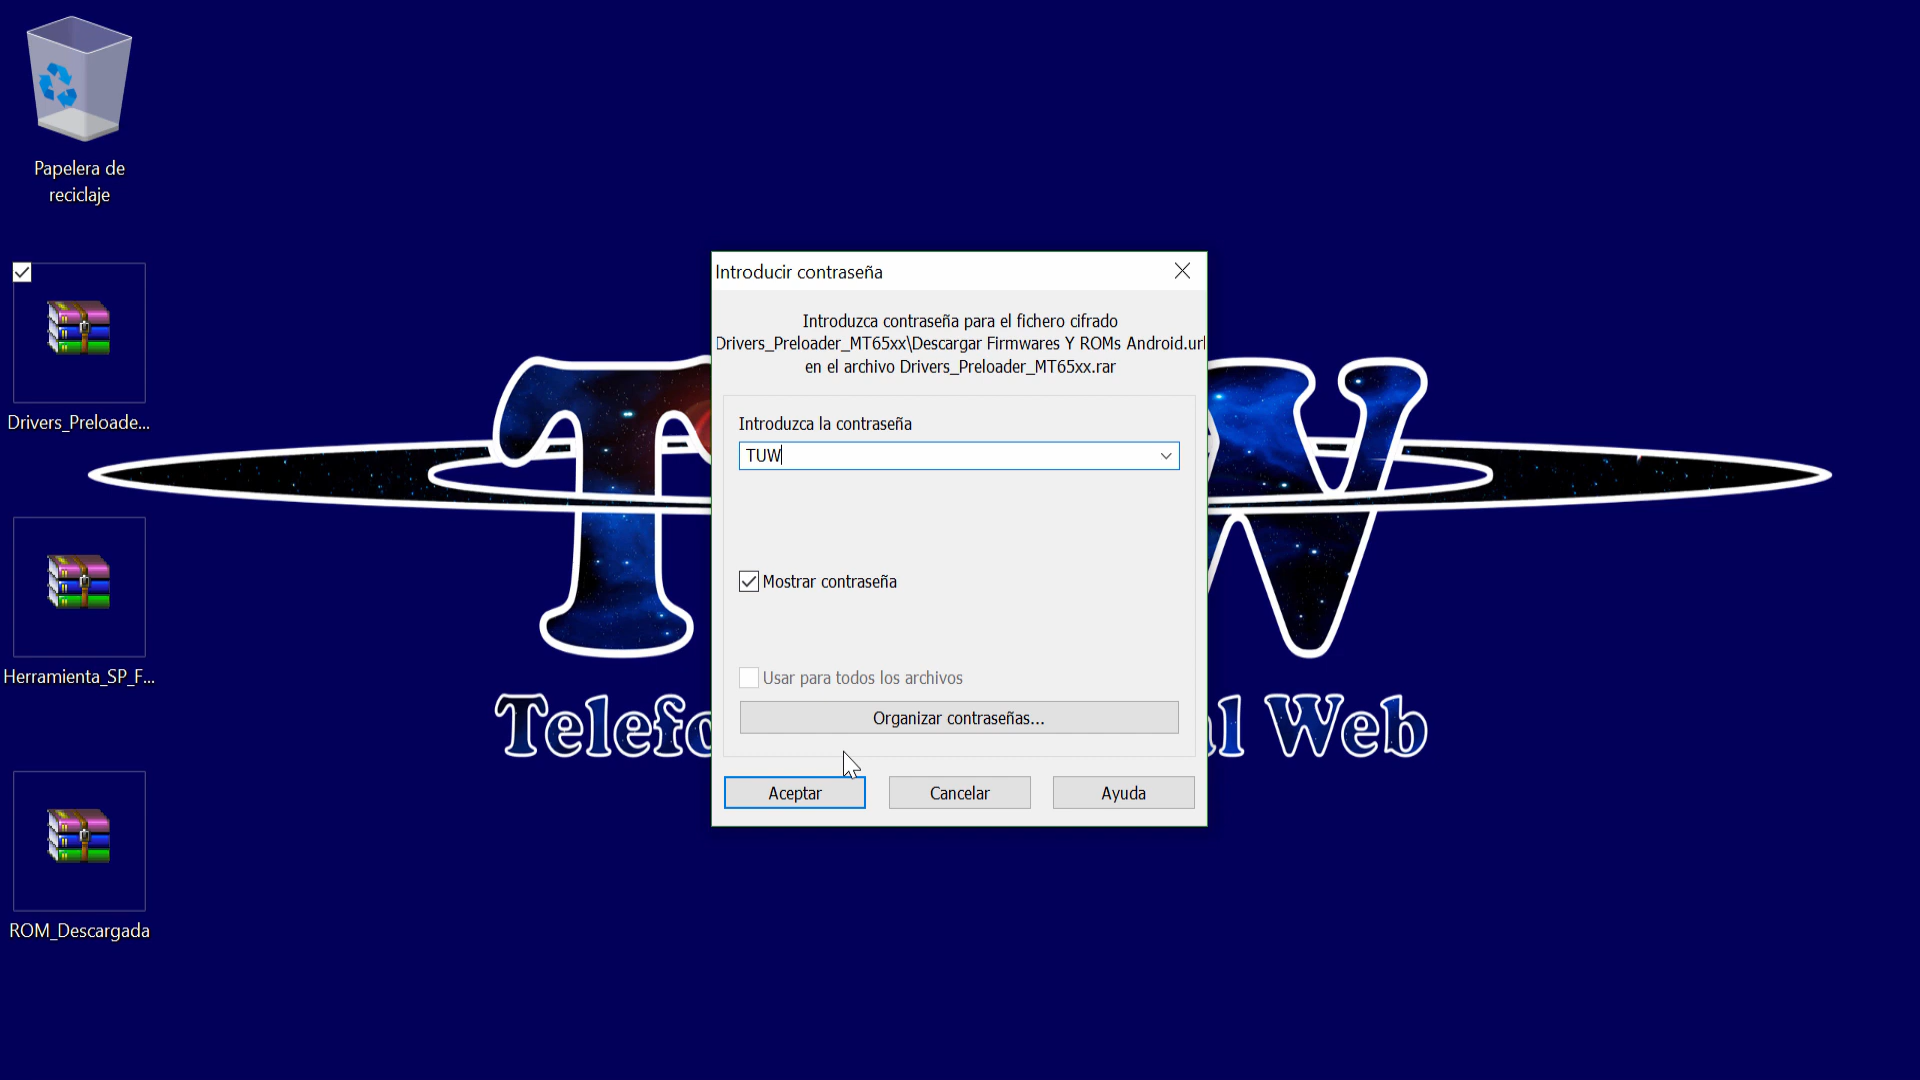 Papelera de
reciclaje
Drivers_Preloade...
Herramienta_SP_F...
ROM_Descargada
Introducir contraseña
Introduzca contraseña para el fichero cifrado
Drivers_Preloader_MT65xx\Descargar Firmwares Y ROMs Android.url
en el archivo Drivers_Preloader_MT65xx.rar
Introduzca la contraseña
TUW
Mostrar contraseña
Usar para todos los archivos
Organizar contraseñas...
Aceptar
Cancelar
Ayuda
Web